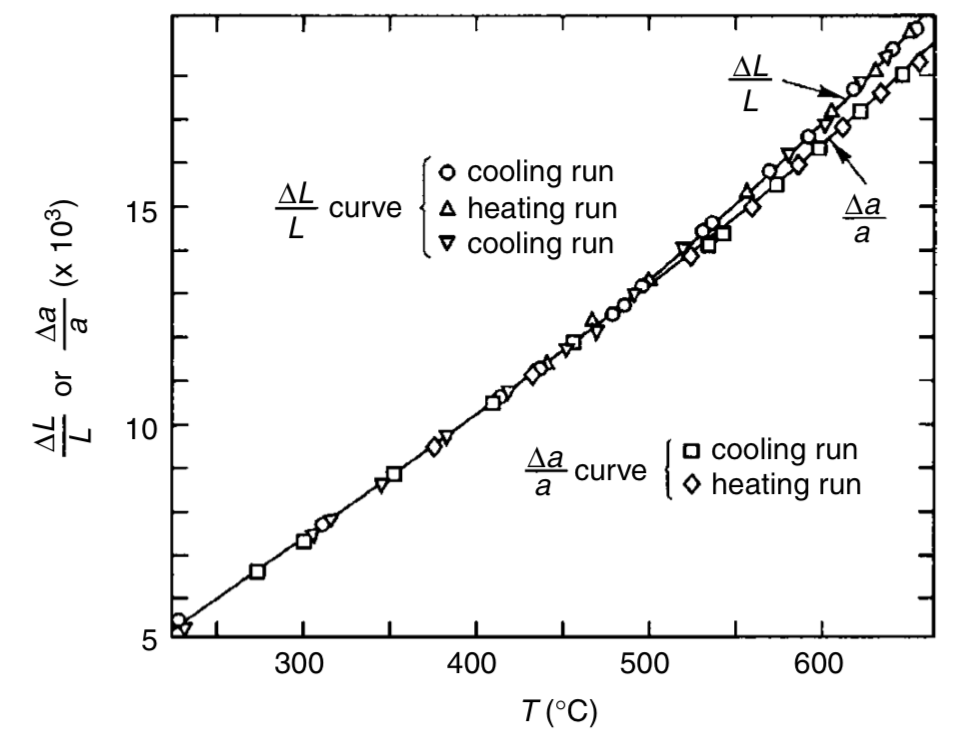 ΔL
L
ΔL
L
curve
cooling run
heating run
cooling run
Δa
a
15
10
5
ΔL
L
or
Δa
a
(x 10³)
Δa
a
curve
cooling run
heating run
300
400
500
600
T (°C)